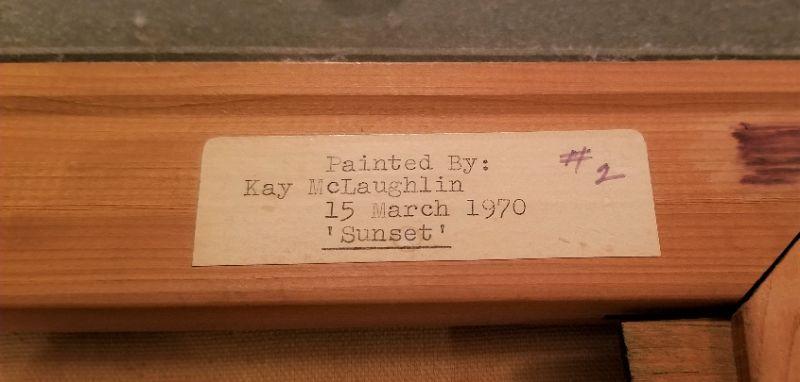 Painted By: #2
Kay McLaughlin
15 March 1970
'Sunset'